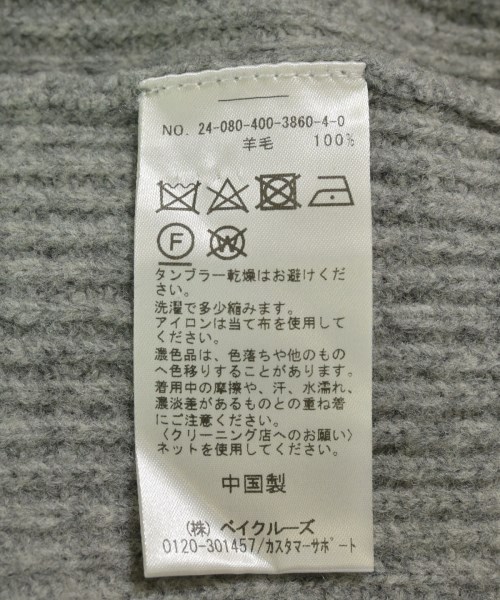 NO. 24-080-400-3860-4-0
羊毛 100%
F
W
タンブラー乾燥はお避けくだ
さい。
洗濯で多少縮みます。
アイロンは当て布を使用して
ください。
濃色品は、色落ちや他のもの
へ色移りすることがあります。
着用中の摩擦や、汗、水濡れ、
濃淡差があるものとの重ね着
にご注意ください。
〈クリーニング店へのお願い〉
ネットを使用してください。
中国製
(株) ベイクルーズ
0120-301457/カスタマーサポート